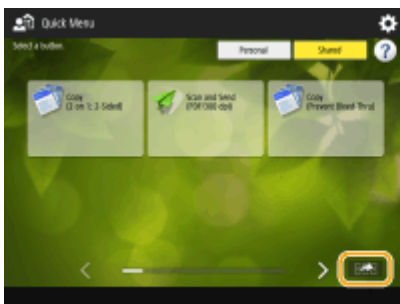 Quick Menu
Select a button.
Personal
Shared
?
Copy
(2 on 1: 2-Sided)
Scan and Send
(PDF/300 dpi)
Copy
(Prevent Bleed-Thru)